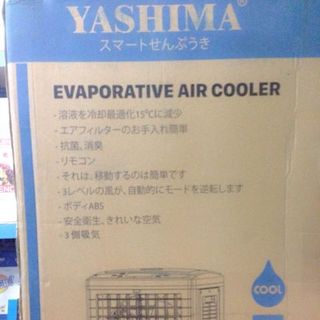 YASHIMA®
スマートせんぷうき
EVAPORATIVE AIR COOLER
- 溶液を冷却最適化15℃に減少
- エアフィルターのお手入れ簡単
- 抗菌、消臭
- リモコン
- それは、移動するのは簡単です
- 3レベルの風が、自動的にモードを逆転します
- ボディABS
- 安全衛生、きれいな空気
- 3 側吸気
COOL